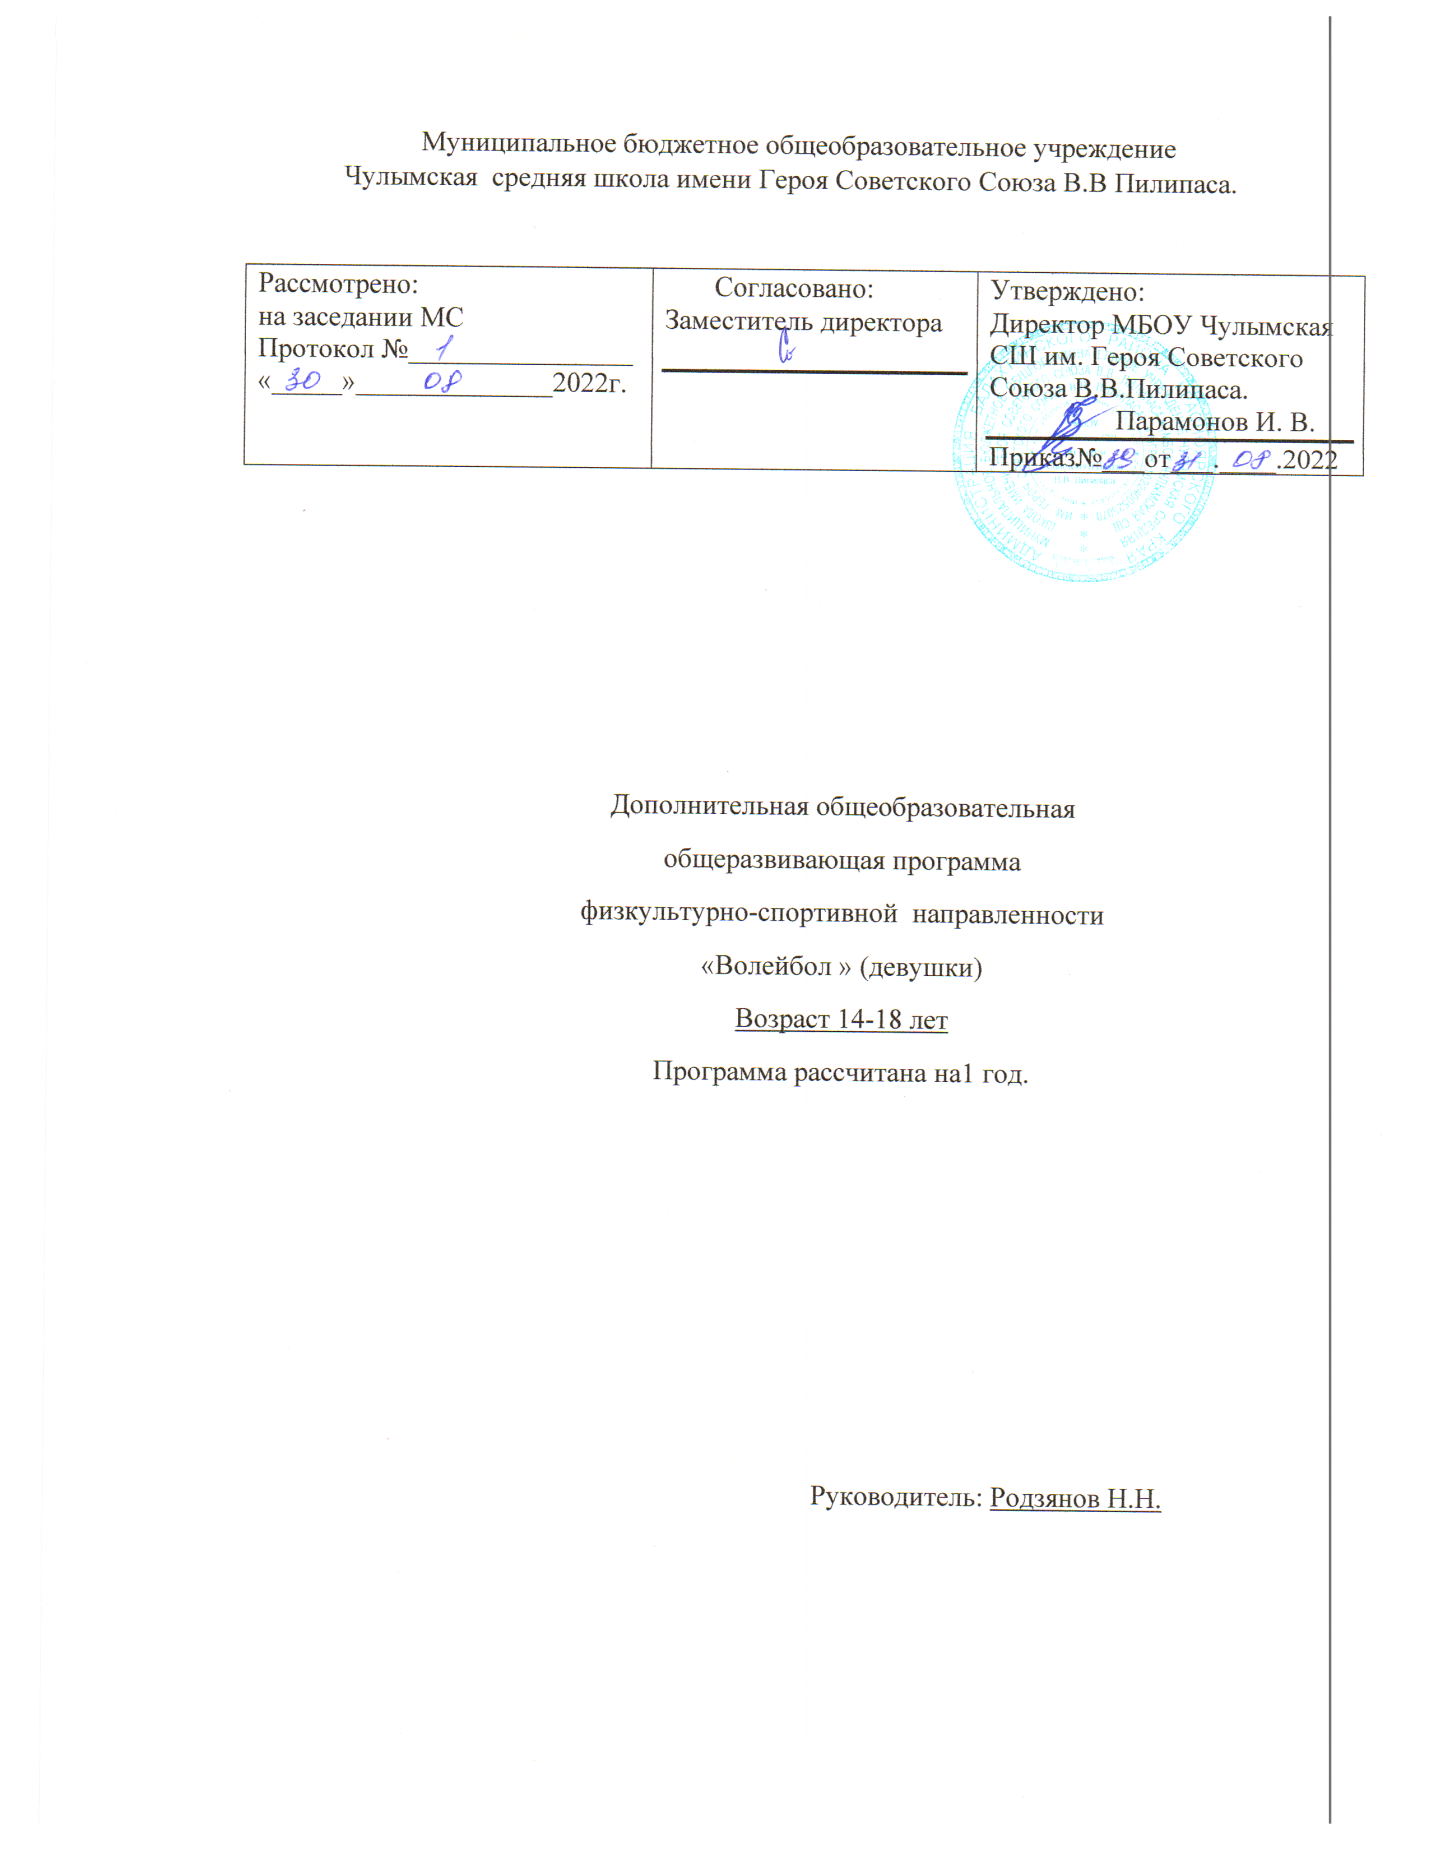 Муниципальное бюджетное общеобразовательное учреждение
Чулымская средняя школа имени Героя Советского Союза В.В Пилипаса.
Рассмотрено:
на заседании МС
Протокол № 1
« 30 » 08 2022г.
Согласовано:
Заместитель директора
Утверждено:
Директор МБОУ Чулымская
СШ им. Героя Советского
Союза В.В.Пилипаса.
Парамонов И. В.
Приказ№ 89 от 31 . 08 .2022
Дополнительная общеобразовательная
общеразвивающая программа
физкультурно-спортивной направленности
«Волейбол » (девушки)
Возраст 14-18 лет
Программа рассчитана на1 год.
Руководитель: Родзянов Н.Н.